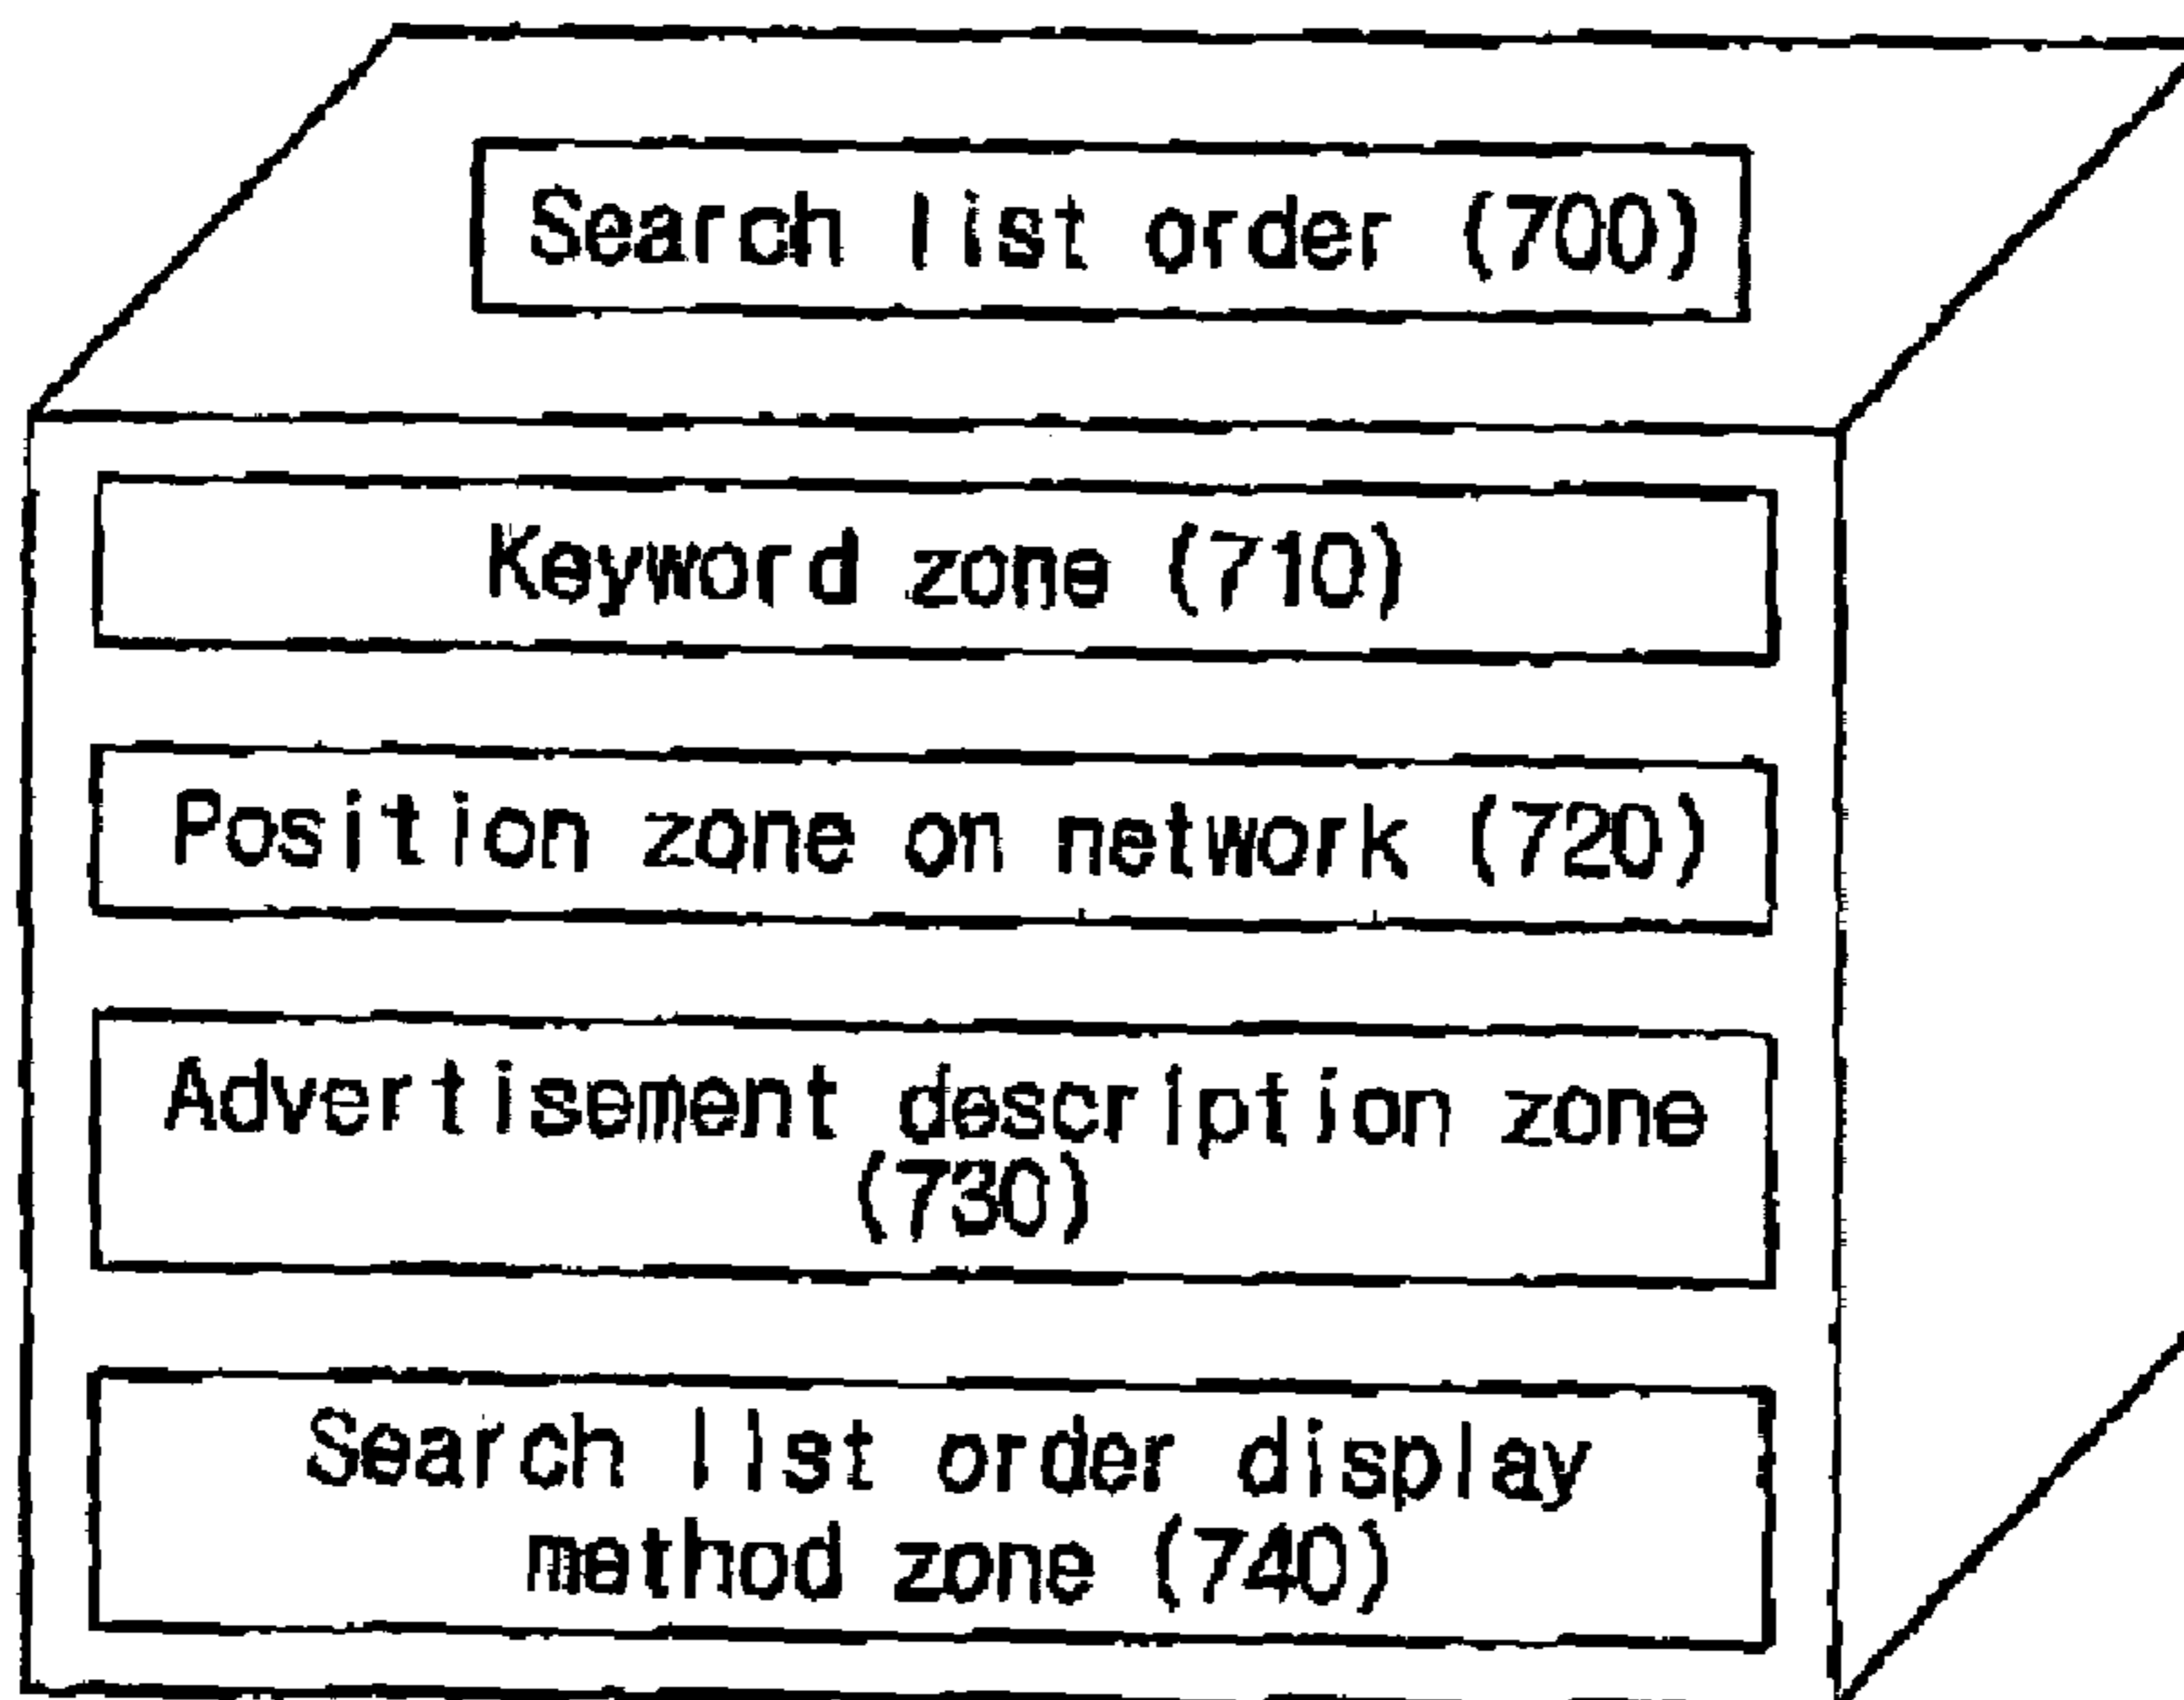 Search list order (700)
Keyword zone (710)
Position zone on network (720)
Advertisement description zone
(730)
Search list order display
method zone (740)